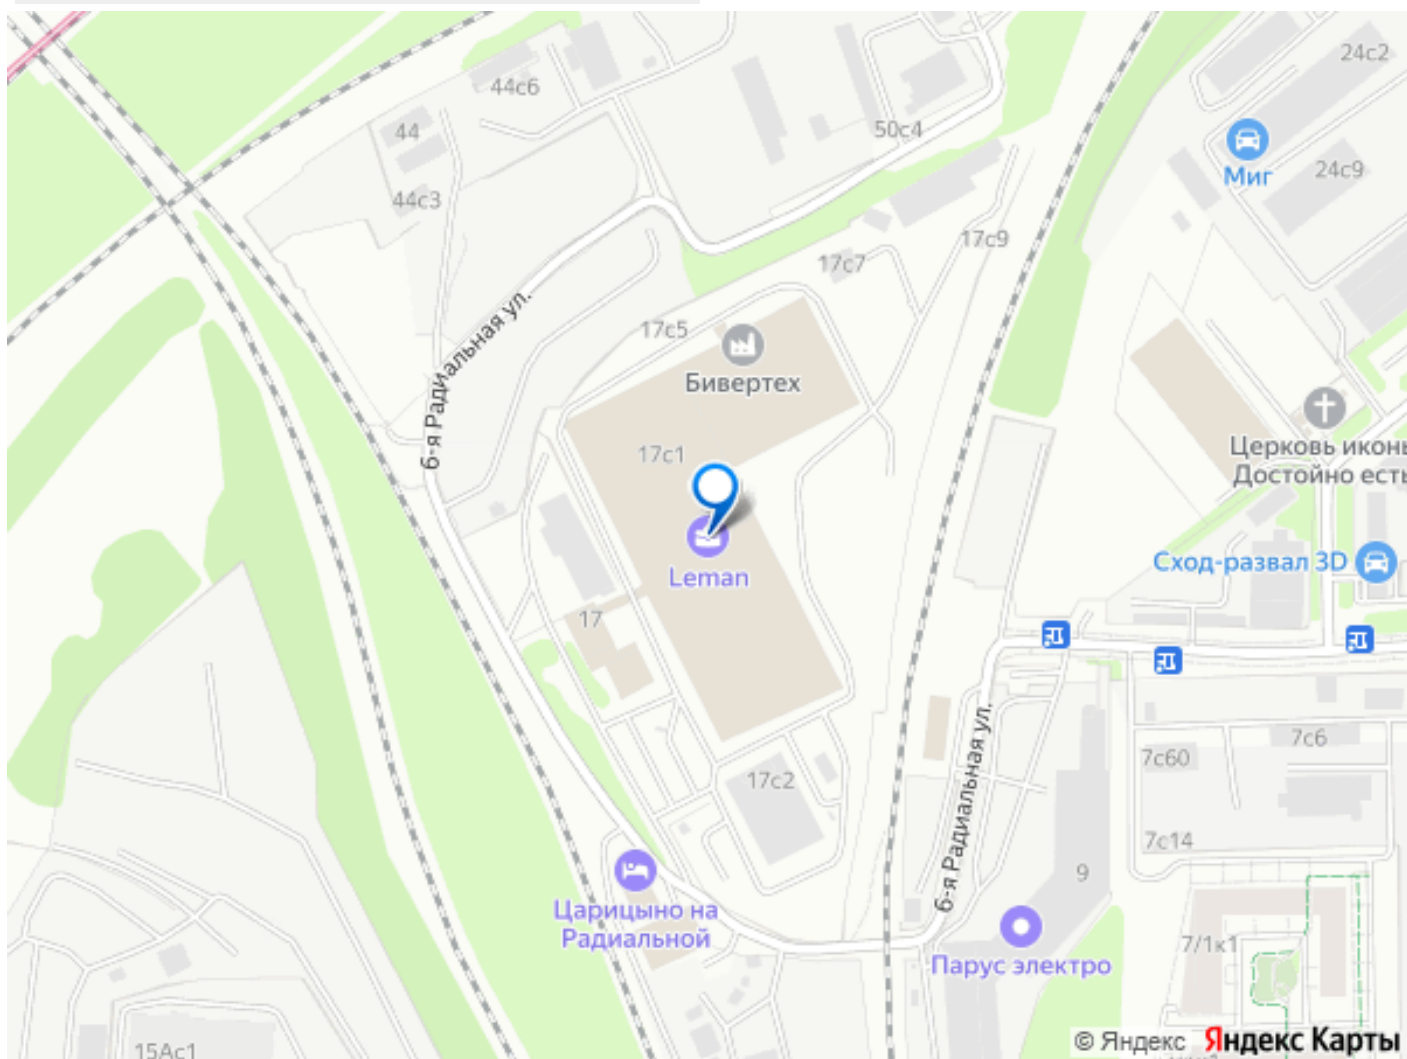 24с2
44с6
44
50с4
Миг
24с9
44с3
17с9
17с7
6-я Радиальная ул.
17с5
Бивертех
17с1
Церковь иконы
Достойно есть
Leman
Сход-развал 3D
17
6-я Радиальная ул.
7с6
7с60
17с2
7с14
9
Царицыно на
Радиальной
7/1к1
Парус электро
15Ас1
© Яндекс Яндекс Карты